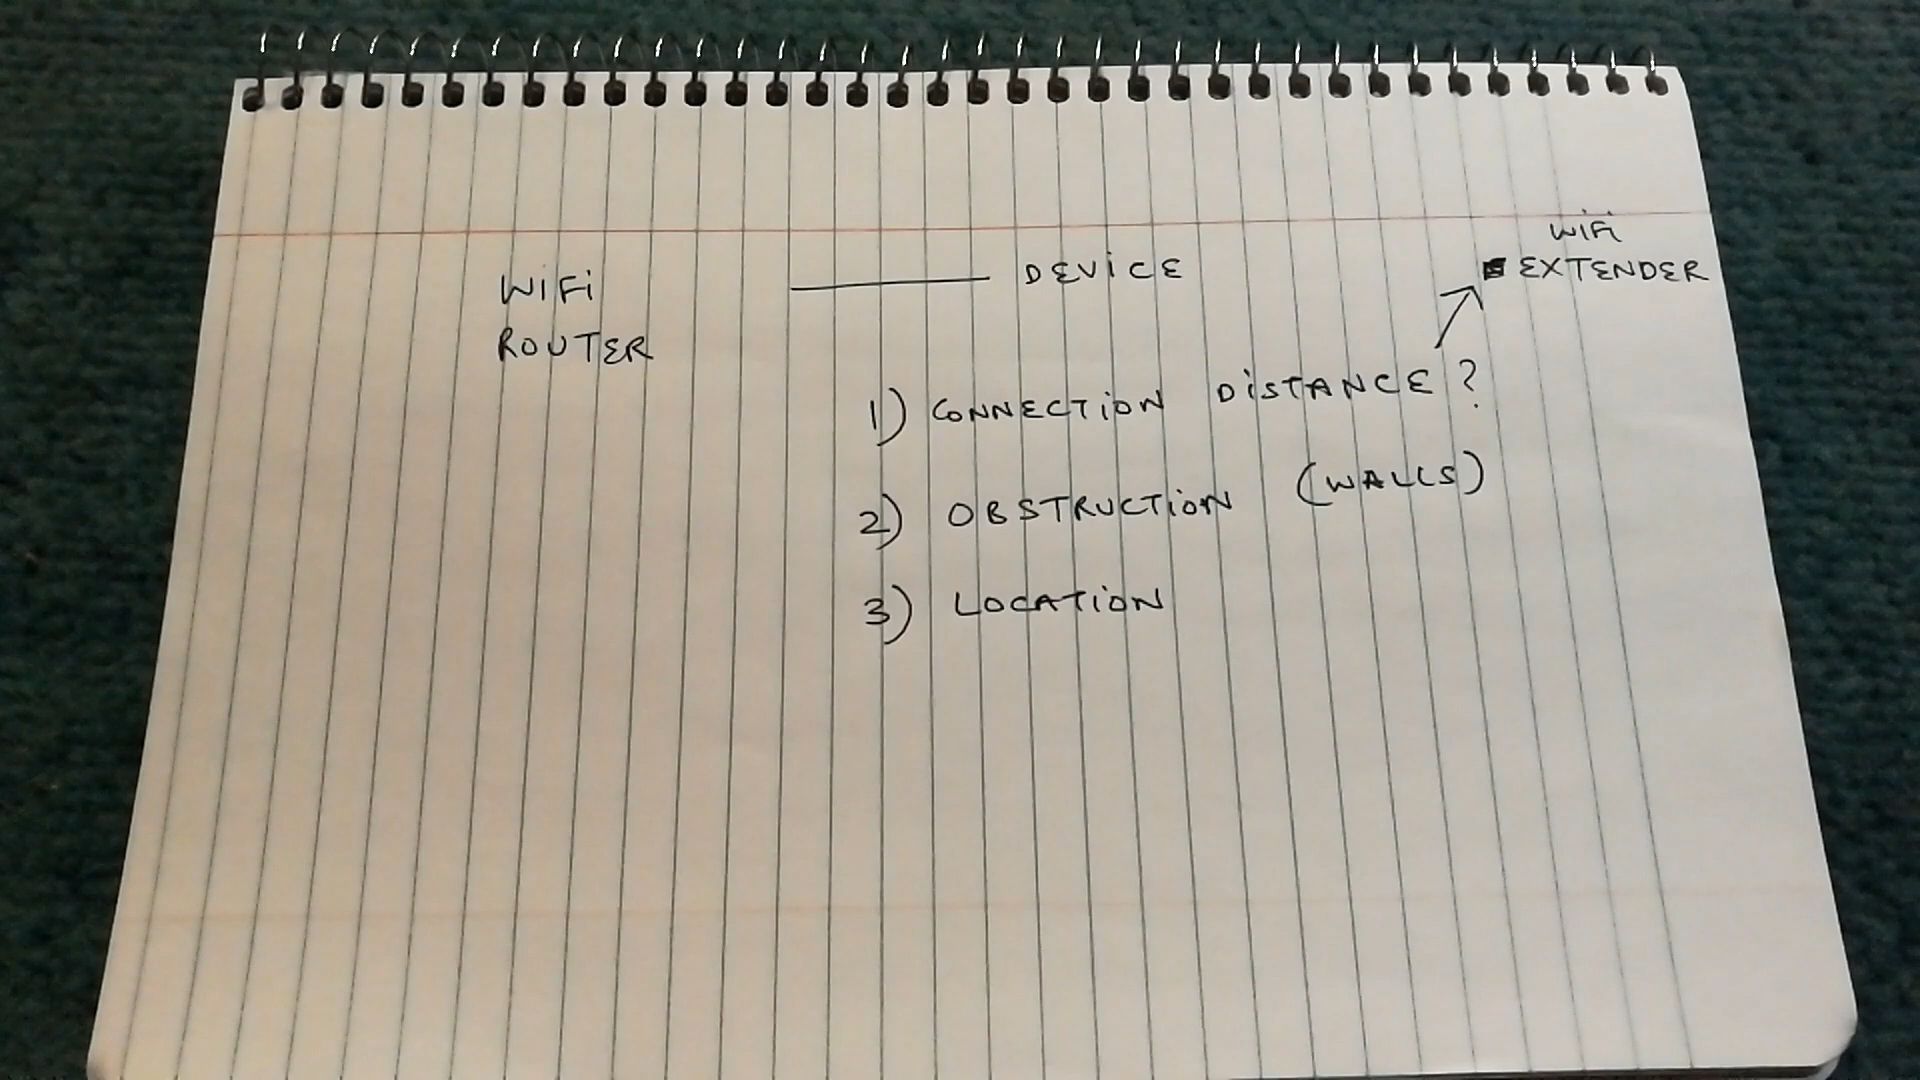 WiFi
ROUTER
DEVICE
WiFi
EXTENDER
1) CONNECTION DISTANCE?
2) OBSTRUCTION (WALLS)
3) LOCATION